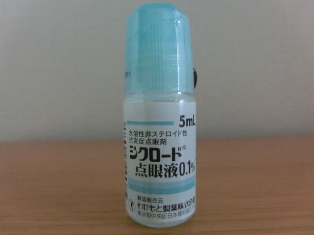 5mL
水溶性非ステロイド性
抗炎症点眼剤
ジクロード®
点眼液0.1%
製造販売元
わかもと製薬株式会社